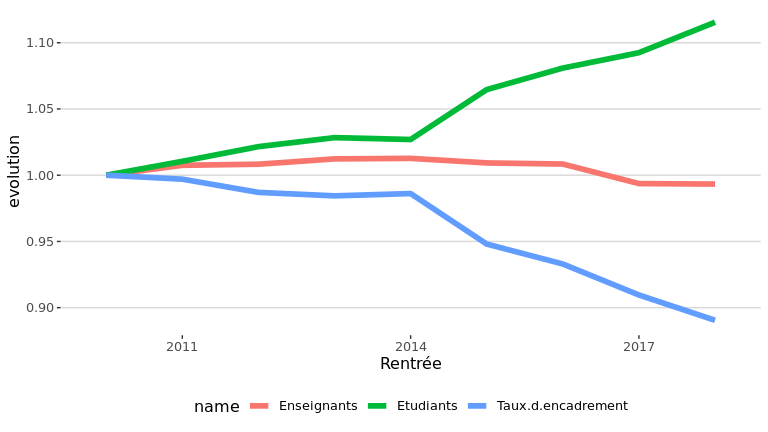 evolution
1.10
1.05
1.00
0.95
0.90
2011 2014 2017
Rentrée
name Enseignants Etudiants Taux.d.encadrement